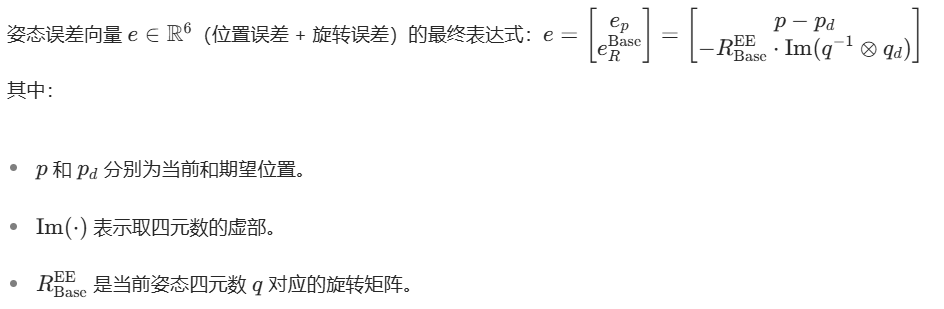 姿态误差向量 $e \in \mathbb{R}^6$（位置误差 + 旋转误差）的最终表达式：$e = \begin{bmatrix} e_p \\ e_R^{\text{Base}} \end{bmatrix} = \begin{bmatrix} p - p_d \\ -R_{\text{Base}}^{\text{EE}} \cdot \text{Im}(q^{-1} \otimes q_d) \end{bmatrix}$
其中：
• $p$ 和 $p_d$ 分别为当前和期望位置。
• $\text{Im}(\cdot)$ 表示取四元数的虚部。
• $R_{\text{Base}}^{\text{EE}}$ 是当前姿态四元数 $q$ 对应的旋转矩阵。